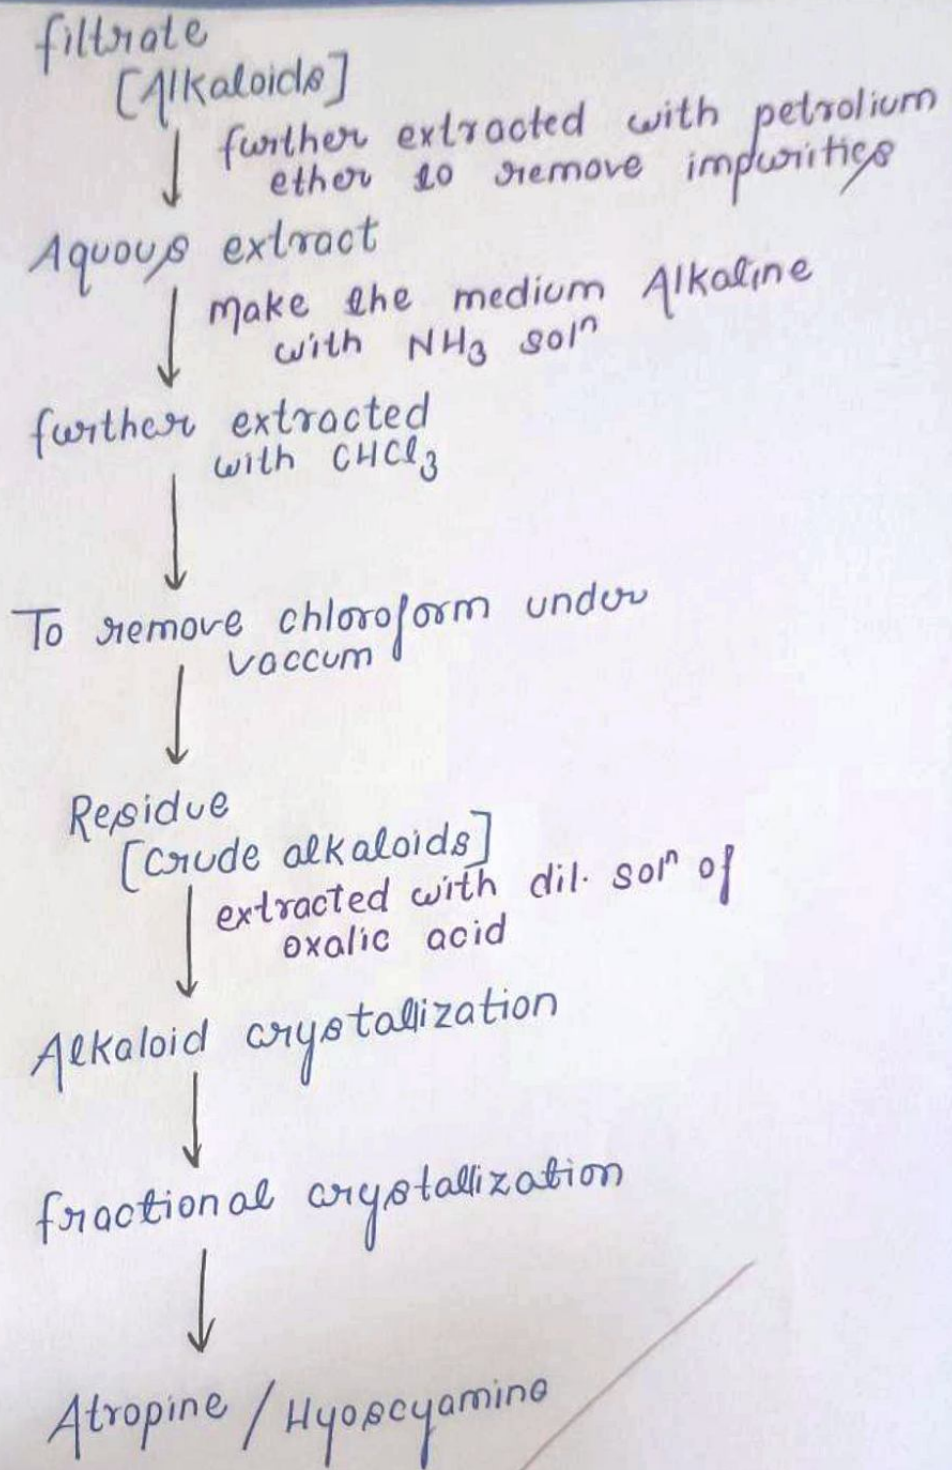 filtrate
[Alkaloids]
further extracted with petrolium
ether to remove impurities
Aquous extract
make the medium Alkaline
with NH3 solⁿ
further extracted
with CHCl3
To remove chloroform under
vaccum
Residue
[Crude alkaloids]
extracted with dil. solⁿ of
oxalic acid
Alkaloid crystallization
fractional crystallization
Atropine / Hyoscyamine